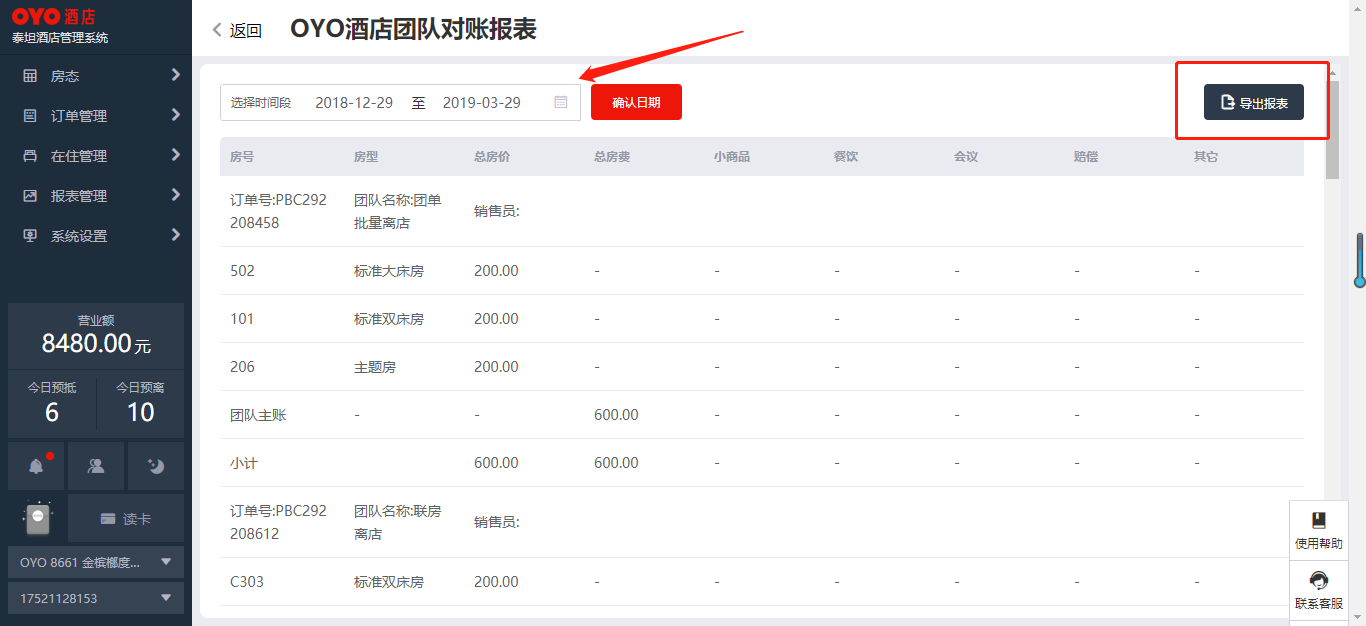 OYO 酒店
泰坦酒店管理系统
房态
订单管理
在住管理
报表管理
系统设置
营业额
8480.00元
今日预抵 今日预离
6 10
读卡
OYO 8661 金槟榔度...
17521128153
返回 OYO酒店团队对账报表
选择时间段 2018-12-29 至 2019-03-29 确认日期 导出报表
房号 房型 总房价 总房费 小商品 餐饮 会议 赔偿 其它
订单号:PBC292 团队名称:团单 销售员:
208458 批量离店
502 标准大床房 200.00 - - - - - -
101 标准双床房 200.00 - - - - - -
206 主题房 200.00 - - - - - -
团队主账 - - 600.00 - - - - -
小计 600.00 600.00 - - - - -
订单号:PBC292 团队名称:联房 销售员:
208612 离店
C303 标准双床房 200.00 - - - - - -
使用帮助
联系客服